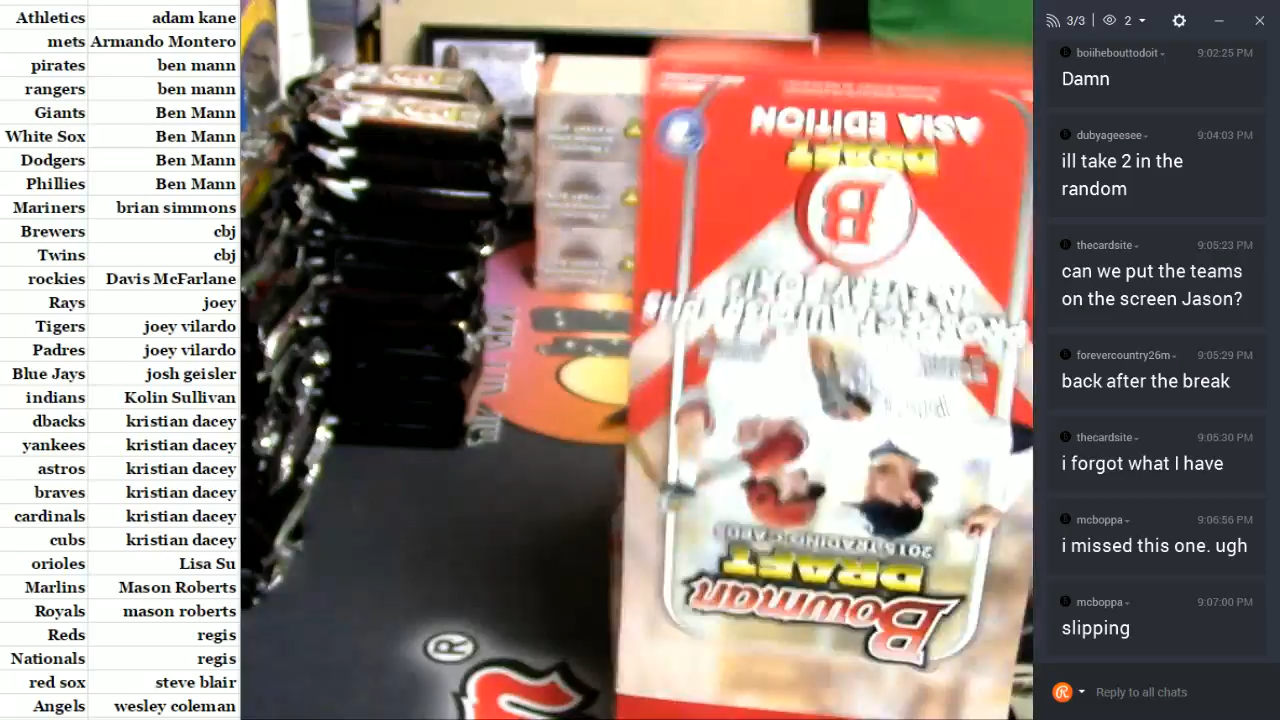 Athletics adam kane
mets Armando Montero
pirates ben mann
rangers ben mann
Giants Ben Mann
White Sox Ben Mann
Dodgers Ben Mann
Phillies Ben Mann
Mariners brian simmons
Brewers cbj
Twins cbj
rockies Davis McFarlane
Rays joey
Tigers joey vilardo
Padres joey vilardo
Blue Jays josh geisler
indians Kolin Sullivan
dbacks kristian dacey
yankees kristian dacey
astros kristian dacey
braves kristian dacey
cardinals kristian dacey
cubs kristian dacey
orioles Lisa Su
Marlins Mason Roberts
Royals mason roberts
Reds regis
Nationals regis
red sox steve blair
Angels wesley coleman
Bowman
DRAFT
B
DRAFT
ASIA EDITION
®
3/3 2
boiihebouttodoit 9:02:25 PM
Damn
dubyageesee 9:04:03 PM
ill take 2 in the
random
thecardsite 9:05:23 PM
can we put the teams
on the screen Jason?
forevercountry26m 9:05:29 PM
back after the break
thecardsite 9:05:30 PM
i forgot what I have
mcboppa 9:06:56 PM
i missed this one. ugh
mcboppa 9:07:00 PM
slipping
Reply to all chats